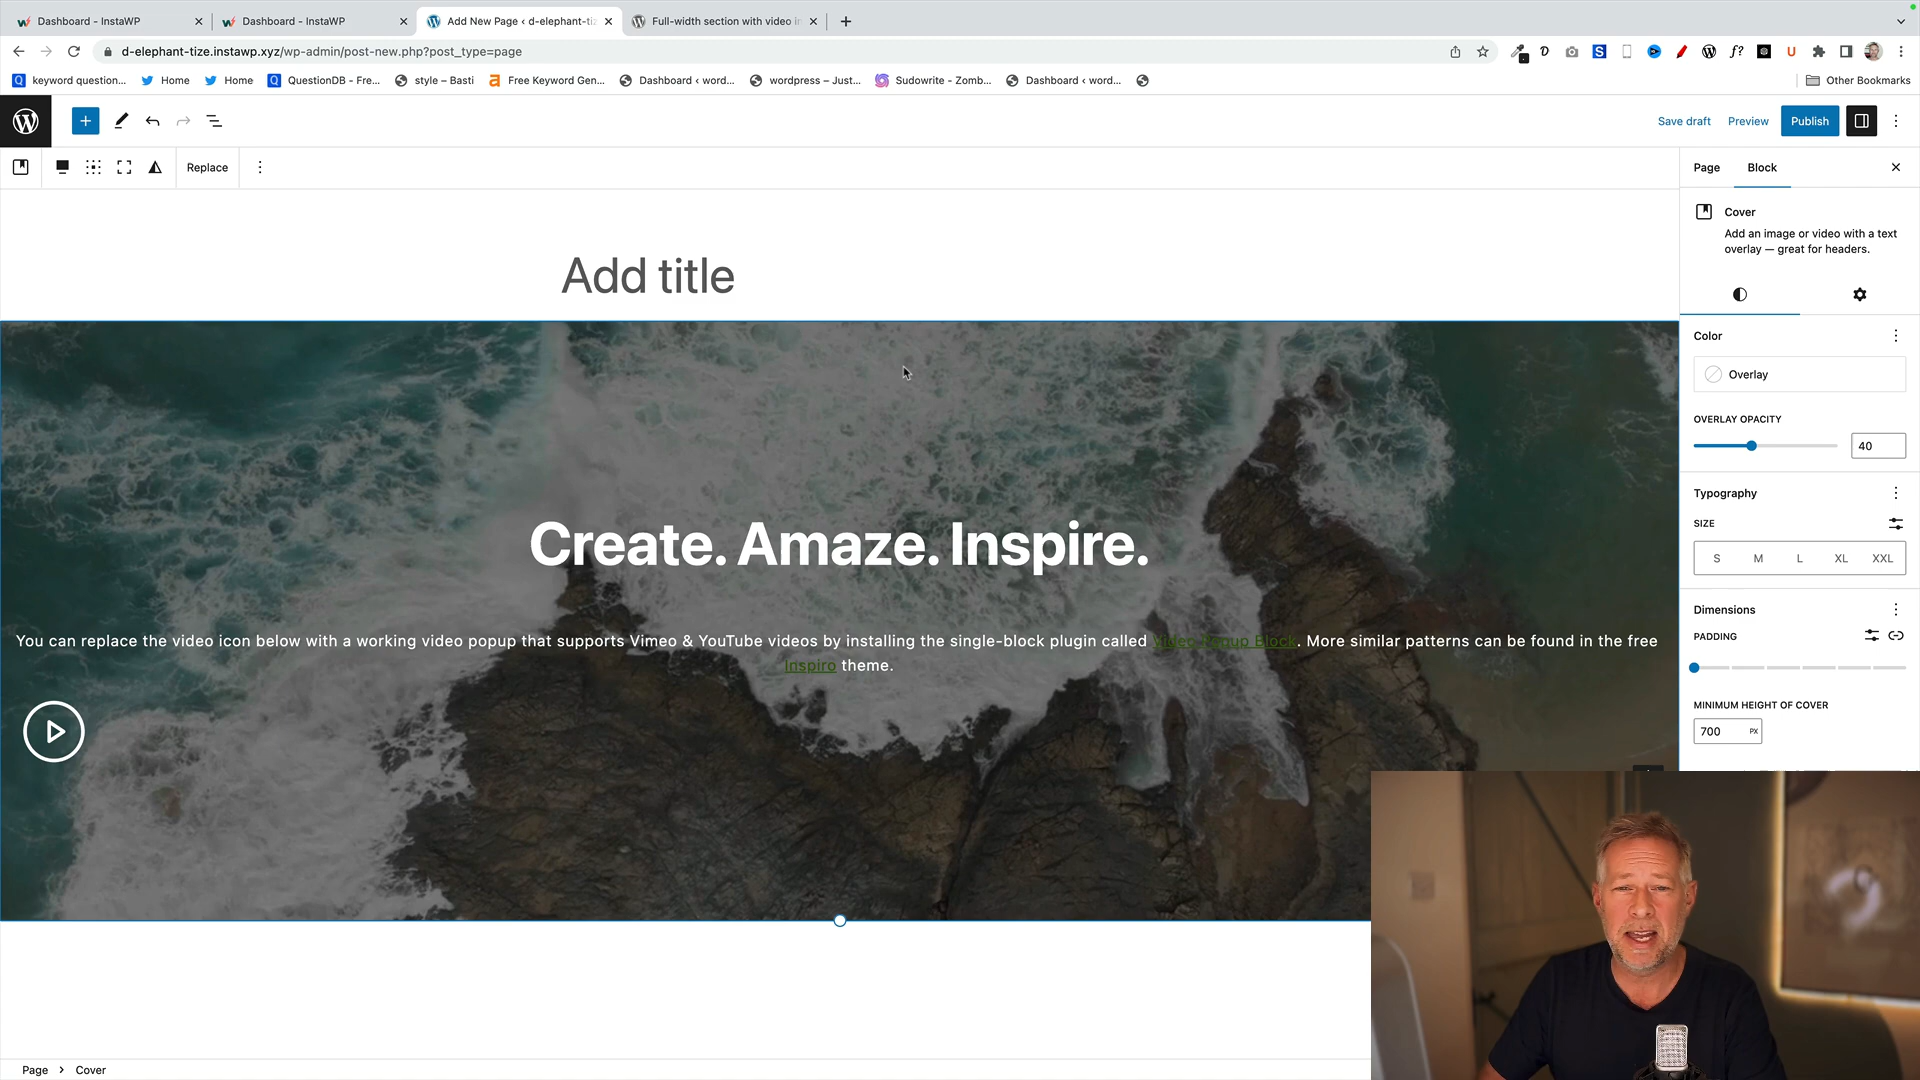 Dashboard - InstaWP
Dashboard - InstaWP
Add New Page ‹ d-elephant-tiz
Full-width section with video i
d-elephant-tize.instawp.xyz/wp-admin/post-new.php?post_type=page
keyword question...
Home
Home
QuestionDB - Fre...
style – Basti
Free Keyword Gen...
Dashboard ‹ word...
wordpress – Just...
Sudowrite - Zomb...
Dashboard ‹ word...
Other Bookmarks
Save draft
Preview
Publish
Replace
Page
Block
Cover
Add an image or video with a text
overlay — great for headers.
Add title
Color
Overlay
OVERLAY OPACITY
40
Typography
SIZE
S M L XL XXL
Create. Amaze. Inspire.
Dimensions
PADDING
You can replace the video icon below with a working video popup that supports Vimeo & YouTube videos by installing the single-block plugin called Video Popup Block. More similar patterns can be found in the free
Inspiro theme.
MINIMUM HEIGHT OF COVER
700 PX
Page › Cover